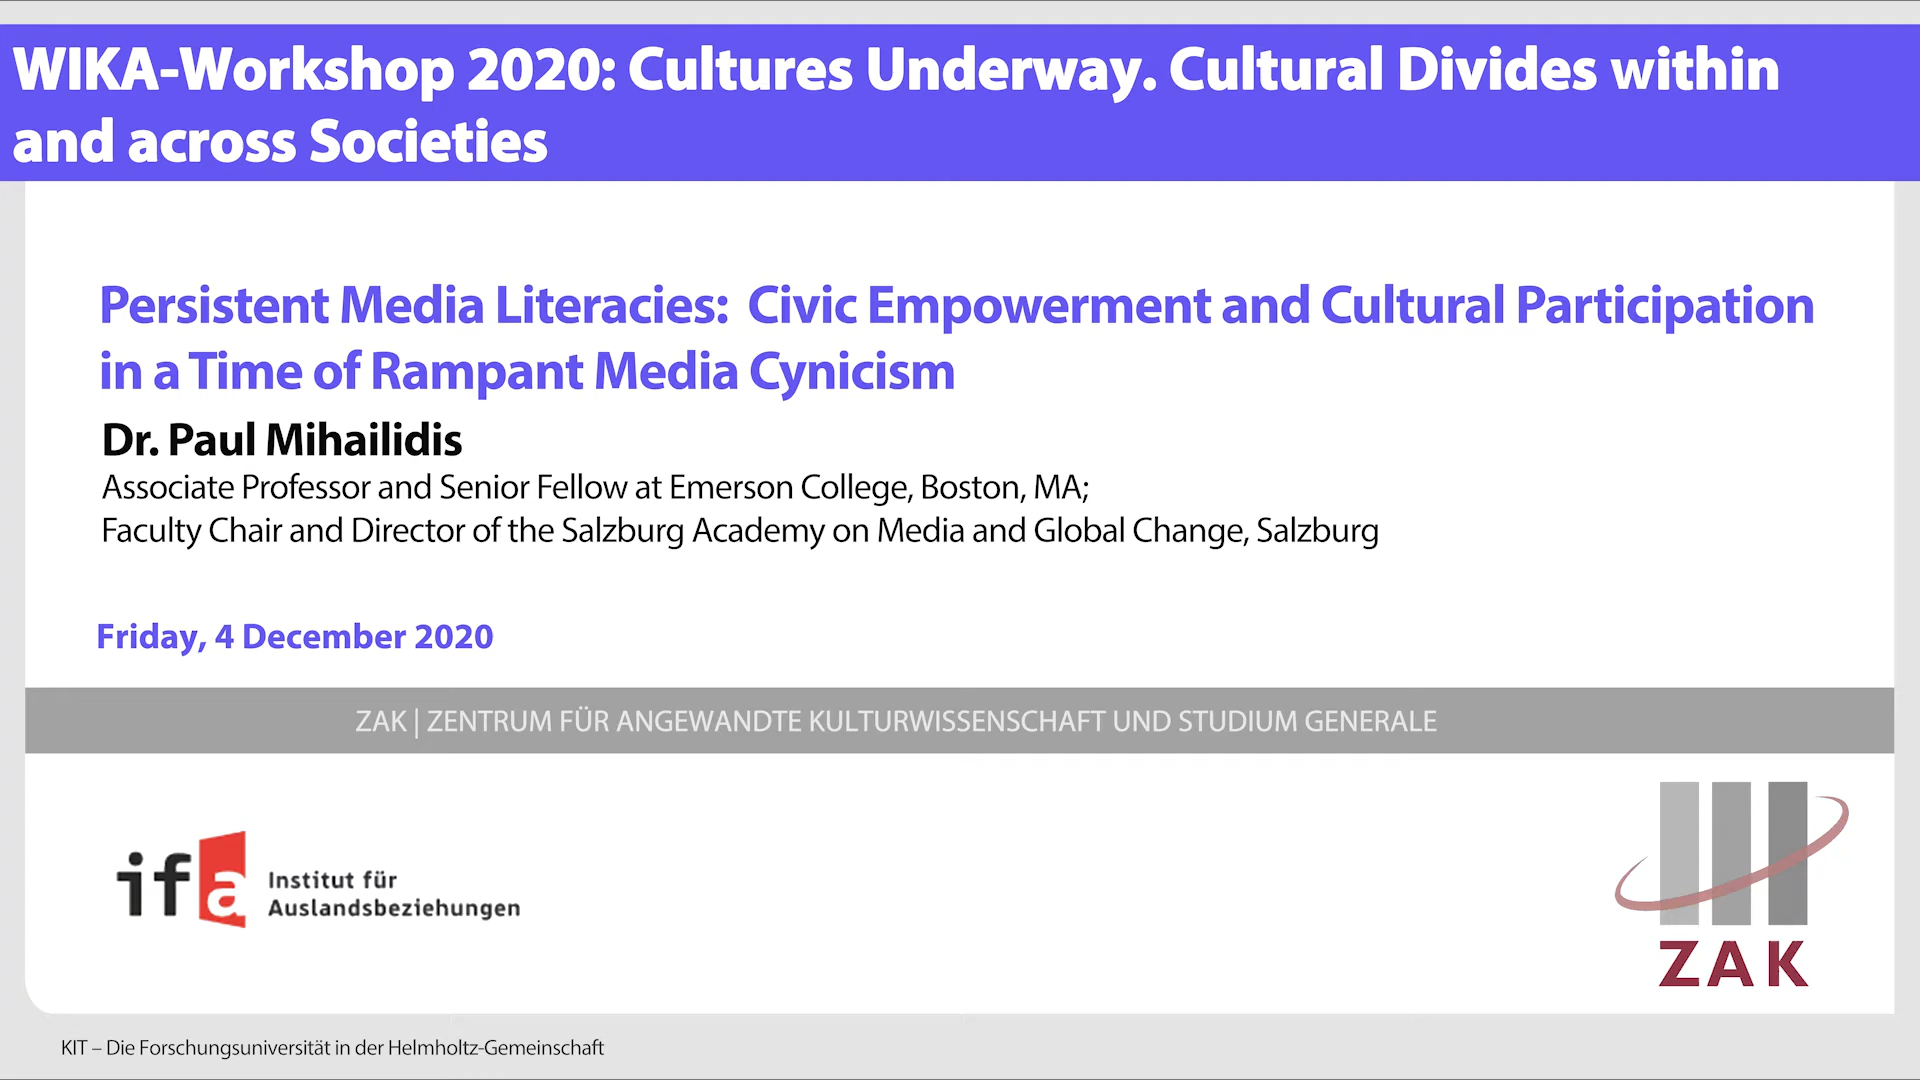 WIKA-Workshop 2020: Cultures Underway. Cultural Divides within
and across Societies
Persistent Media Literacies: Civic Empowerment and Cultural Participation
in a Time of Rampant Media Cynicism
Dr. Paul Mihailidis
Associate Professor and Senior Fellow at Emerson College, Boston, MA;
Faculty Chair and Director of the Salzburg Academy on Media and Global Change, Salzburg
Friday, 4 December 2020
ZAK | ZENTRUM FÜR ANGEWANDTE KULTURWISSENSCHAFT UND STUDIUM GENERALE
ifa
Institut für
Auslandsbeziehungen
ZAK
KIT – Die Forschungsuniversität in der Helmholtz-Gemeinschaft